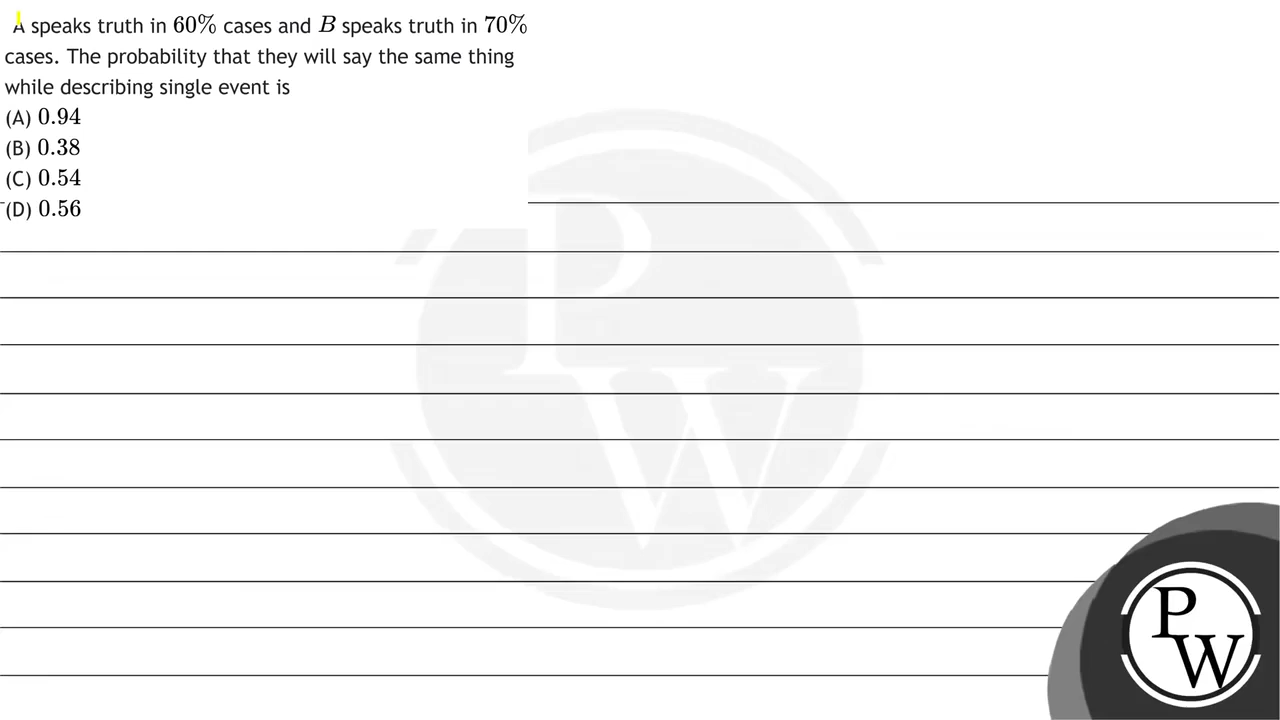 A speaks truth in 60% cases and B speaks truth in 70%
cases. The probability that they will say the same thing
while describing single event is
(A) 0.94
(B) 0.38
(C) 0.54
(D) 0.56
PW
PW